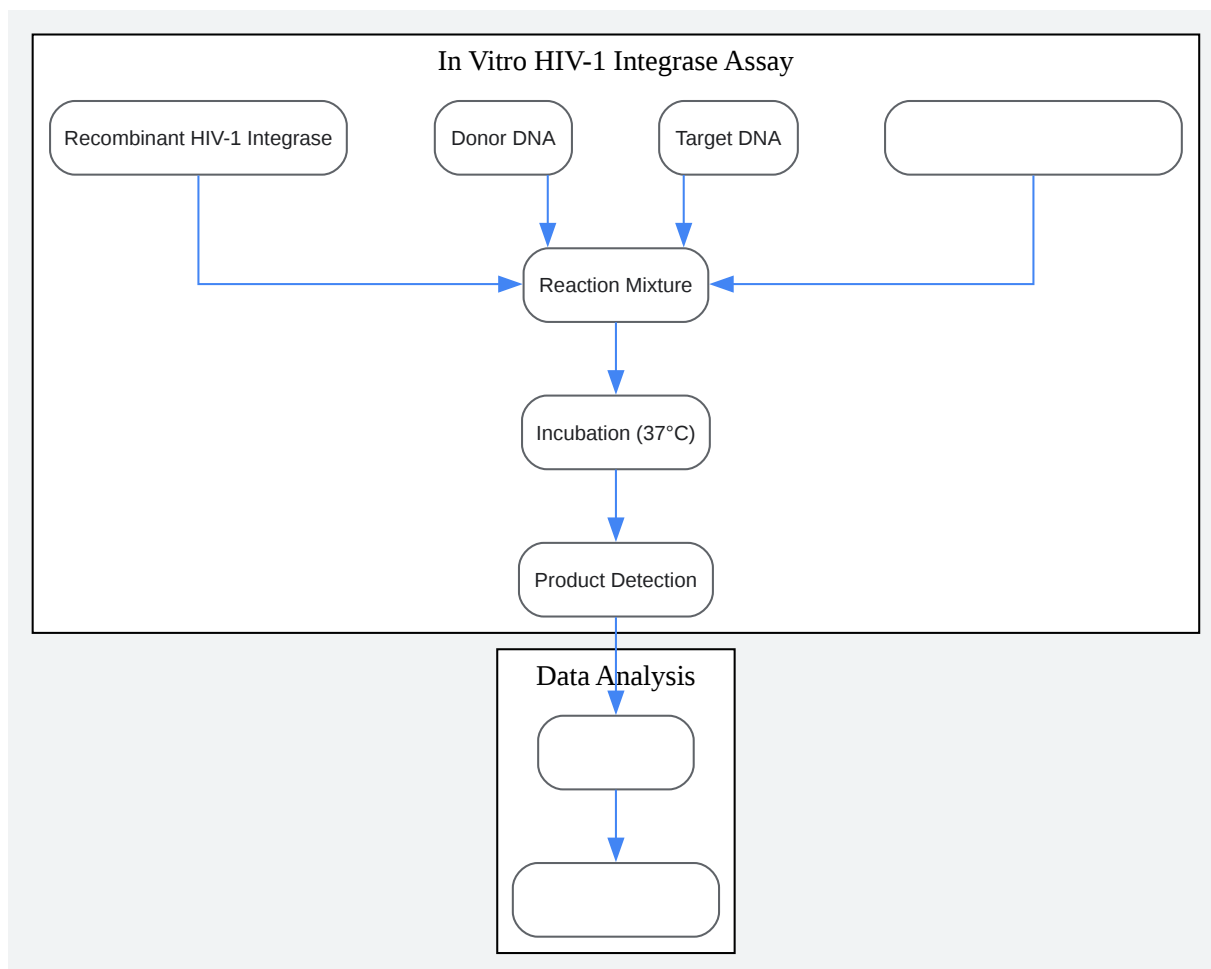 In Vitro HIV-1 Integrase Assay
Recombinant HIV-1 Integrase
Donor DNA
Target DNA
Reaction Mixture
Incubation (37°C)
Product Detection
Data Analysis